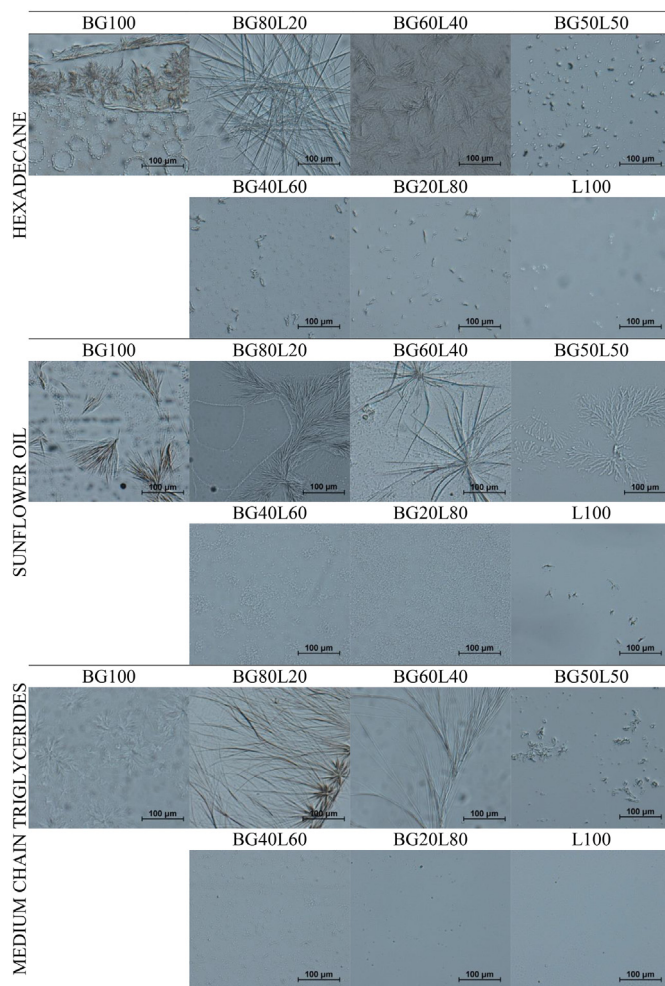 BG100 BG80L20 BG60L40 BG50L50
HEXADECANE
100 µm 100 µm 100 µm 100 µm
BG40L60 BG20L80 L100
100 µm 100 µm 100 µm
BG100 BG80L20 BG60L40 BG50L50
SUNFLOWER OIL
100 µm 100 µm 100 µm 100 µm
BG40L60 BG20L80 L100
100 µm 100 µm 100 µm
BG100 BG80L20 BG60L40 BG50L50
MEDIUM CHAIN TRIGLYCERIDES
100 µm 100 µm 100 µm 100 µm
BG40L60 BG20L80 L100
100 µm 100 µm 100 µm